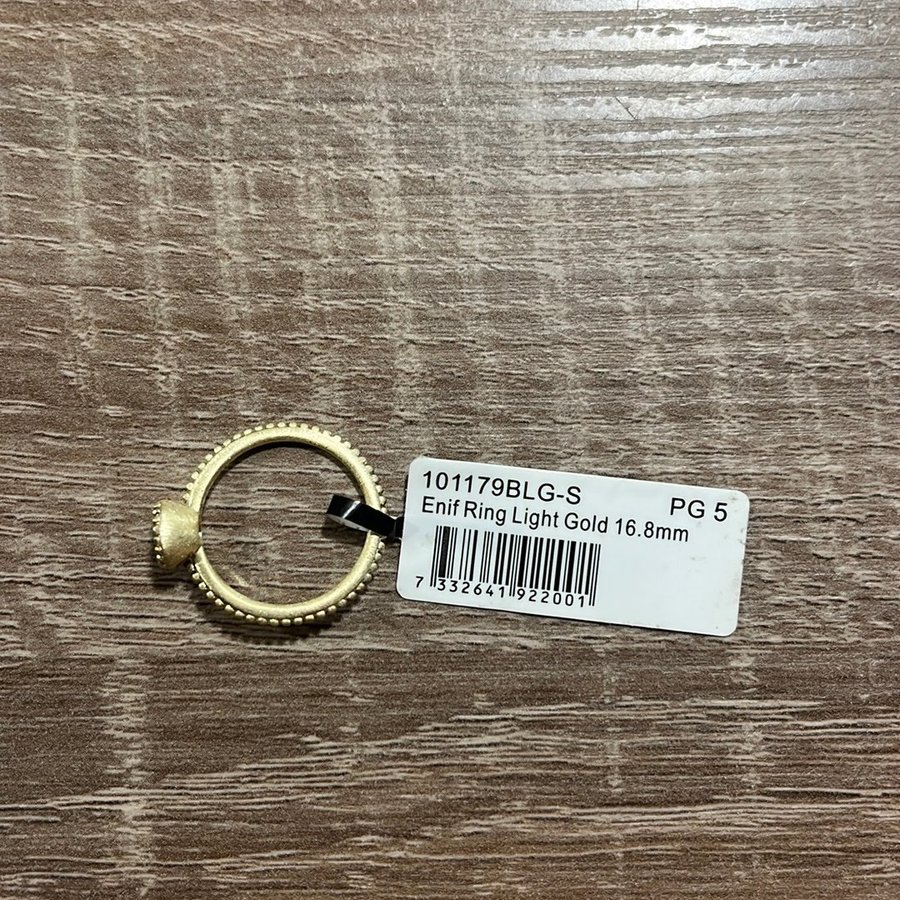 101179BLG-S PG 5
Enif Ring Light Gold 16.8mm
7 332641 922001